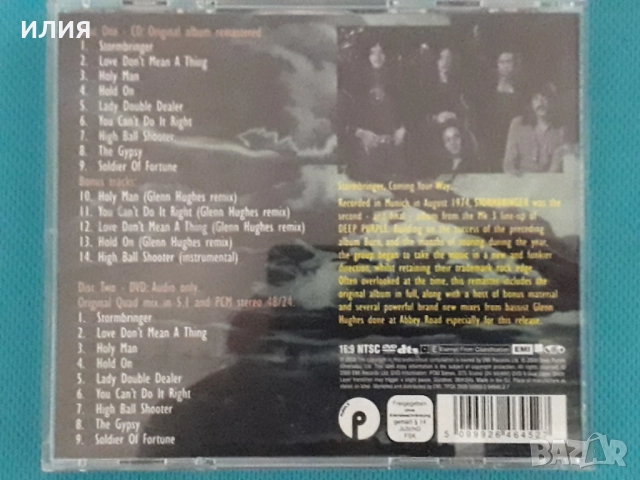 илия
One - CD: Original album remastered
1. Stormbringer
2. Love Don't Mean A Thing
3. Holy Man
4. Hold On
5. Lady Double Dealer
6. You Can't Do It Right
7. High Ball Shooter
8. The Gypsy
9. Soldier Of Fortune
Bonus tracks:
10. Holy Man (Glenn Hughes remix)
11. You Can't Do It Right (Glenn Hughes remix)
12. Love Don't Mean A Thing (Glenn Hughes remix)
13. Hold On (Glenn Hughes remix)
14. High Ball Shooter (instrumental)
Disc Two - DVD: Audio only
Original Quad mix in 5.1 and PCM stereo 48/24
1. Stormbringer
2. Love Don't Mean A Thing
3. Holy Man
4. Hold On
5. Lady Double Dealer
6. You Can't Do It Right
7. High Ball Shooter
8. The Gypsy
9. Soldier Of Fortune
Stormbringer, Coming Your Way...
Recorded in Munich in August 1974, STORMBRINGER was the
second - and final - album from the Mk 3 line-up of
DEEP PURPLE. Building on the success of the preceding
album Burn, and the months of touring during the year,
the group began to take the music in a new and funkier
direction, whilst retaining their trademark rock edge.
Often overlooked at the time, this remaster includes the
original album in full, along with a host of bonus material
and several powerful brand new mixes from bassist Glenn
Hughes done at Abbey Road especially for this release.
16:9 NTSC DVD dts E Exempt From Classification EMI
Freigegeben
ohne
gemäß § 14
JuSchG
FSK
P
5 099926 464527
BAZAR